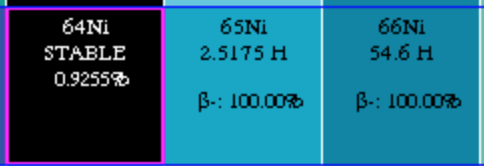 64Ni
STABLE
0.9255%
65Ni
2.5175 H
β-: 100.00%
66Ni
54.6 H
β-: 100.00%